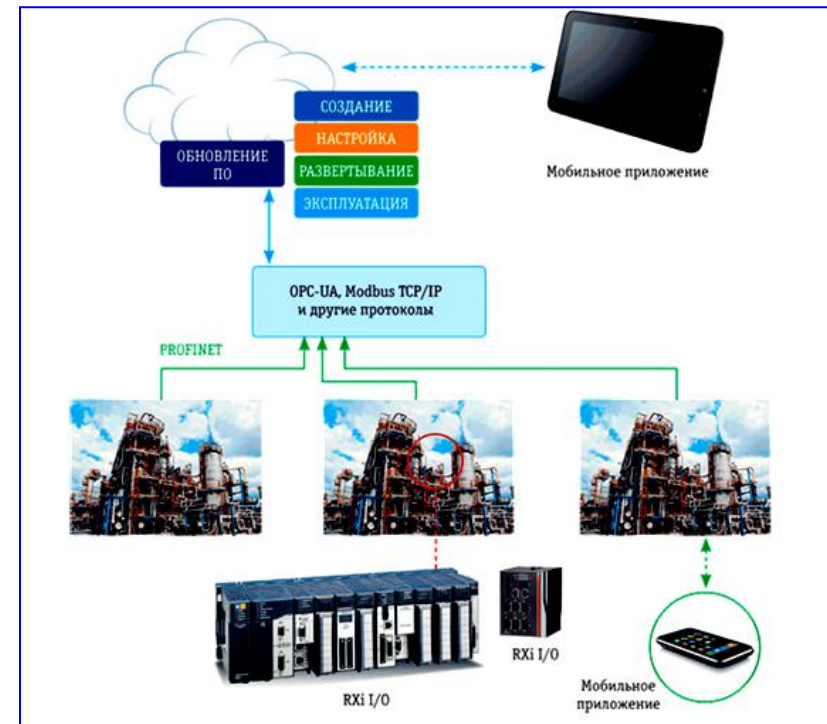 СОЗДАНИЕ
НАСТРОЙКА
ОБНОВЛЕНИЕ
ПО
РАЗВЕРТЫВАНИЕ
ЭКСПЛУАТАЦИЯ
Мобильное приложение
OPC-UA, Modbus TCP/IP
и другие протоколы
PROFINET
RXi I/O
RXi I/O
Мобильное
приложение